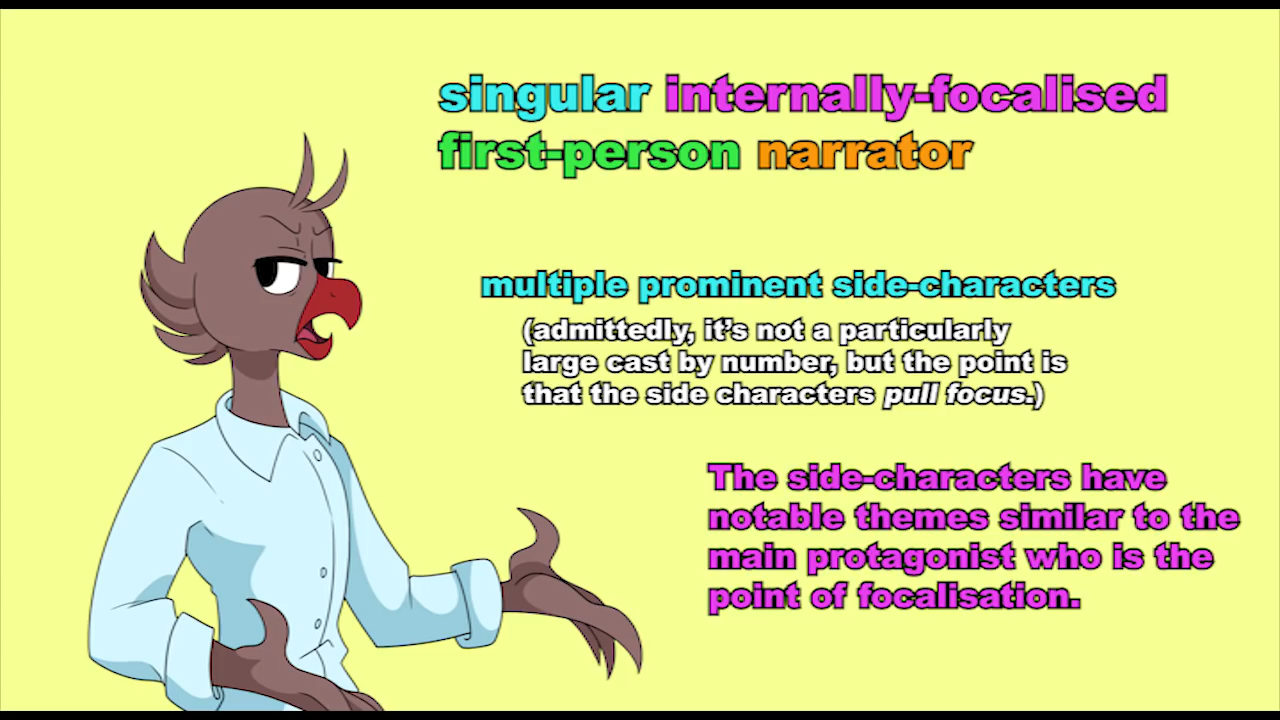 singular internally-focalised
first-person narrator
multiple prominent side-characters
(admittedly, it's not a particularly
large cast by number, but the point is
that the side characters pull focus.)
The side-characters have
notable themes similar to the
main protagonist who is the
point of focalisation.